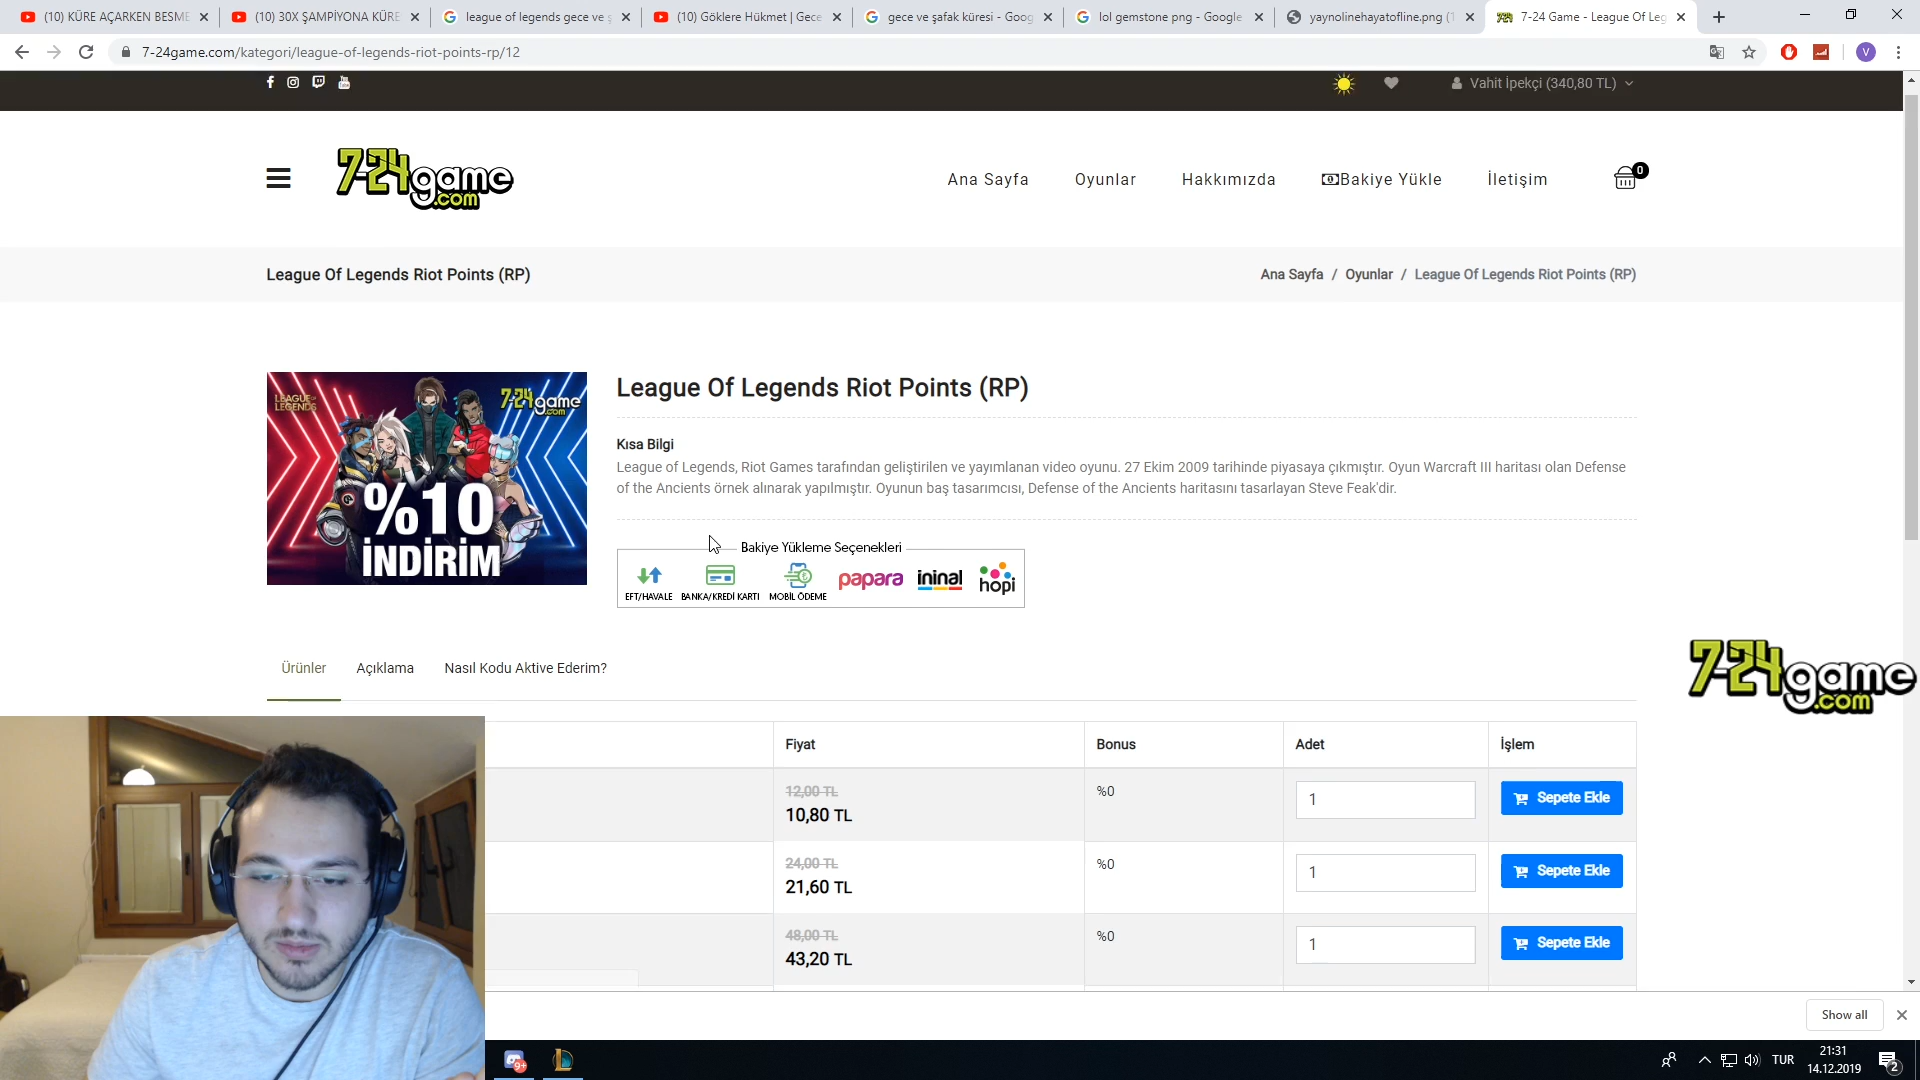 (10) KÜRE AÇARKEN BESME
(10) 30X ŞAMPİYONA KÜRE
league of legends gece ve ş
(10) Göklere Hükmet | Gece
gece ve şafak küresi - Goog
lol gemstone png - Google
yaynolinehayatofline.png (1
7-24 Game - League Of Leg
7-24game.com/kategori/league-of-legends-riot-points-rp/12
V
Vahit İpekçi (340,80 TL)
7-24game.com
Ana Sayfa
Oyunlar
Hakkımızda
Bakiye Yükle
İletişim
0
League Of Legends Riot Points (RP)
Ana Sayfa / Oyunlar / League Of Legends Riot Points (RP)
LEAGUE OF LEGENDS
7-24game.com
%10
İNDİRİM
League Of Legends Riot Points (RP)
Kısa Bilgi
League of Legends, Riot Games tarafından geliştirilen ve yayımlanan video oyunu. 27 Ekim 2009 tarihinde piyasaya çıkmıştır. Oyun Warcraft III haritası olan Defense
of the Ancients örnek alınarak yapılmıştır. Oyunun baş tasarımcısı, Defense of the Ancients haritasını tasarlayan Steve Feak'dir.
Bakiye Yükleme Seçenekleri
EFT/HAVALE
BANKA/KREDİ KARTI
MOBİL ÖDEME
papara
ininal
hopi
Ürünler
Açıklama
Nasıl Kodu Aktive Ederim?
7-24game.com
Fiyat
Bonus
Adet
İşlem
12,00 TL
10,80 TL
%0
1
Sepete Ekle
24,00 TL
21,60 TL
%0
1
Sepete Ekle
48,00 TL
43,20 TL
%0
1
Sepete Ekle
Show all
9+
TUR
21:31
14.12.2019
2